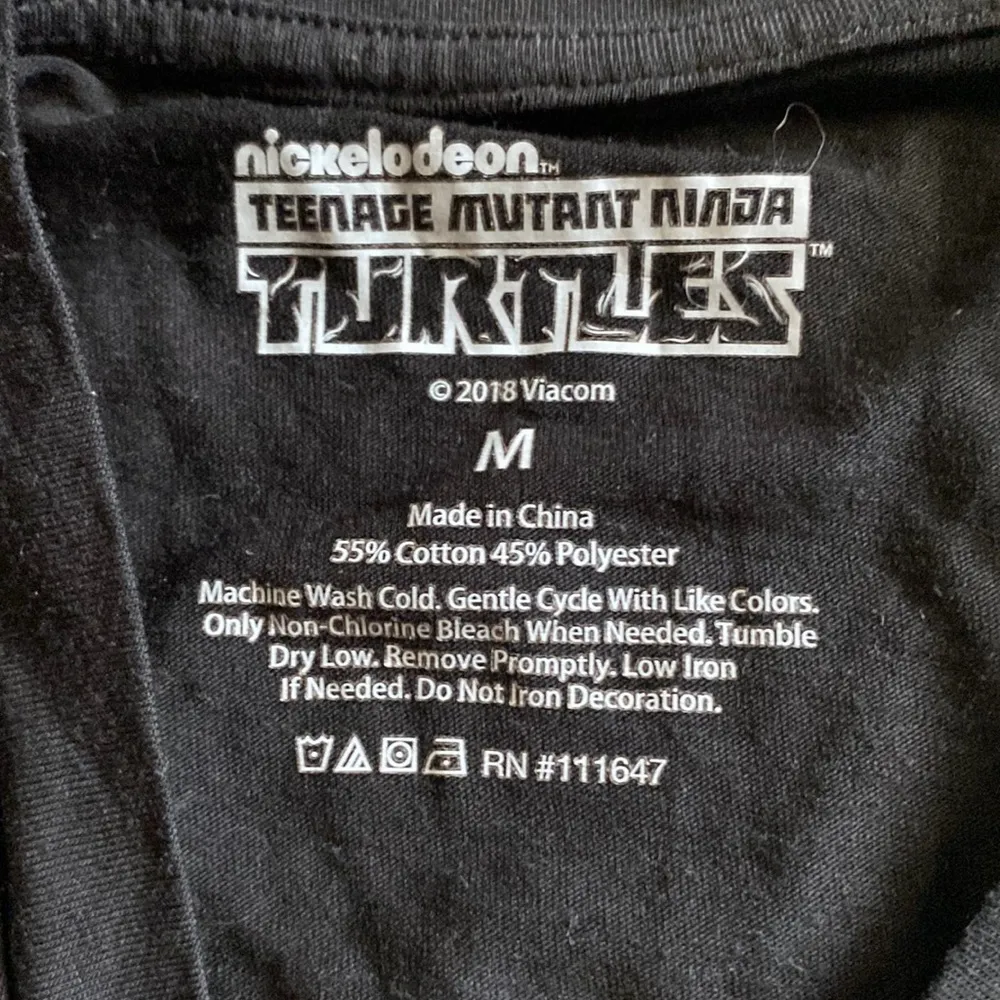 nickelodeon™
TEENAGE MUTANT NINJA
TURTLES™
© 2018 Viacom
M
Made in China
55% Cotton 45% Polyester
Machine Wash Cold. Gentle Cycle With Like Colors.
Only Non-Chlorine Bleach When Needed. Tumble
Dry Low. Remove Promptly. Low Iron
If Needed. Do Not Iron Decoration.
RN #111647